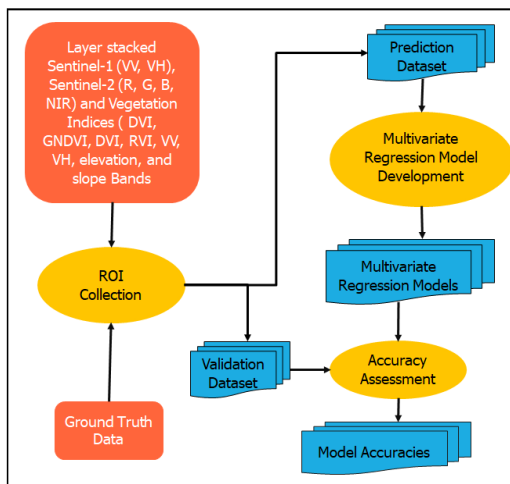 Layer stacked
Sentinel-1 (VV, VH),
Sentinel-2 (R, G, B,
NIR) and Vegetation
Indices ( DVI,
GNDVI, DVI, RVI, VV,
VH, elevation, and
slope Bands
Prediction
Dataset
Multivariate
Regression Model
Development
ROI
Collection
Multivariate
Regression Models
Validation
Dataset
Accuracy
Assessment
Ground Truth
Data
Model Accuracies